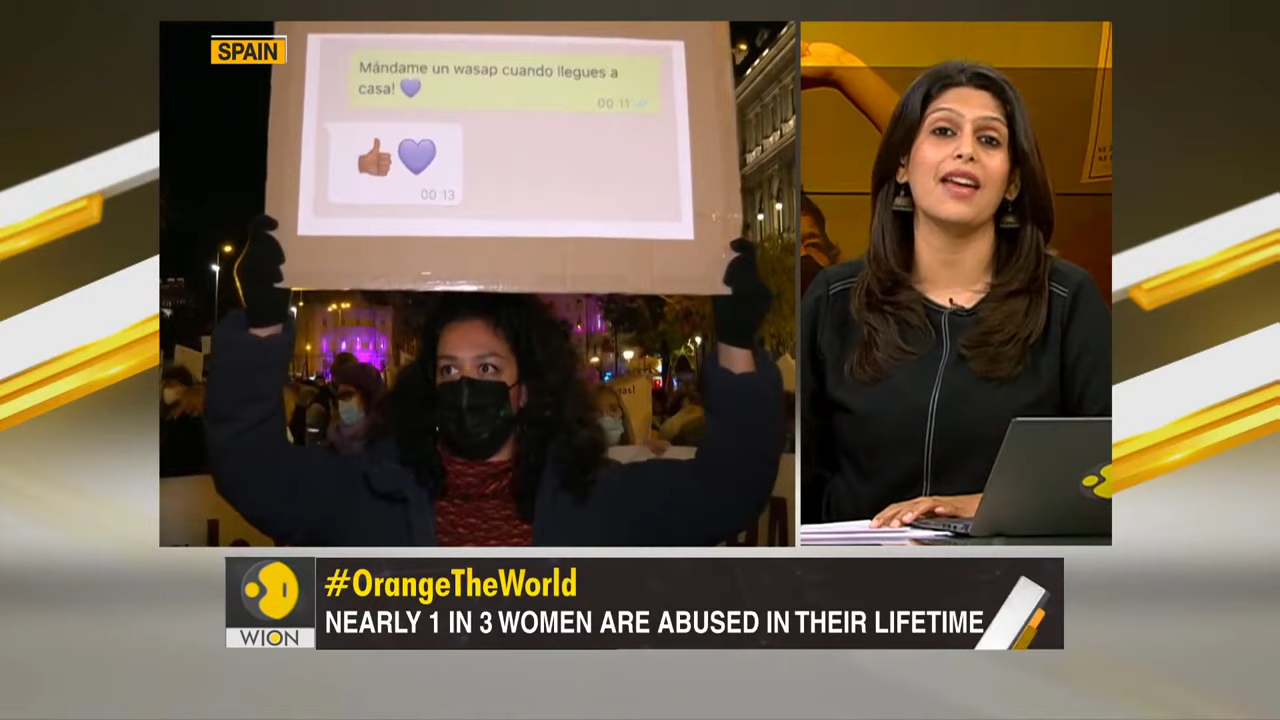 SPAIN
Mándame un wasap cuando llegues a
casa! 💜
00:11
👍🏾💜
00:13
#OrangeTheWorld
NEARLY 1 IN 3 WOMEN ARE ABUSED IN THEIR LIFETIME
WION